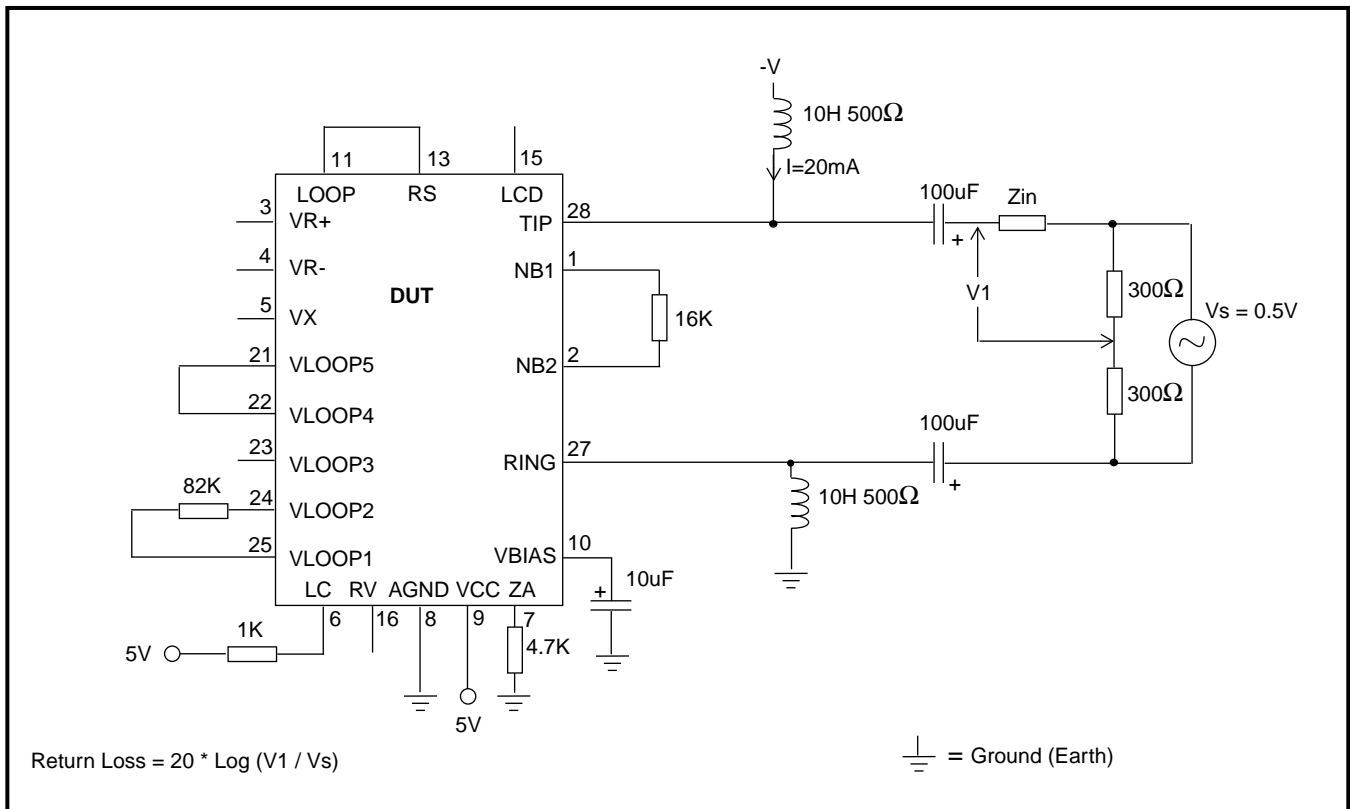 -V
10H 500Ω
I=20mA
11
13
15
LOOP
RS
LCD
3
VR+
TIP
28
100uF
+
Zin
4
VR-
NB1
1
DUT
5
VX
16K
V1
300Ω
Vs = 0.5V
21
VLOOP5
NB2
2
22
VLOOP4
300Ω
23
VLOOP3
RING
27
100uF
+
82K
24
VLOOP2
10H 500Ω
25
VLOOP1
VBIAS
10
+
10uF
LC
RV
AGND
VCC
ZA
6
16
8
9
7
1K
5V
4.7K
5V
Return Loss = 20 * Log (V1 / Vs)
= Ground (Earth)